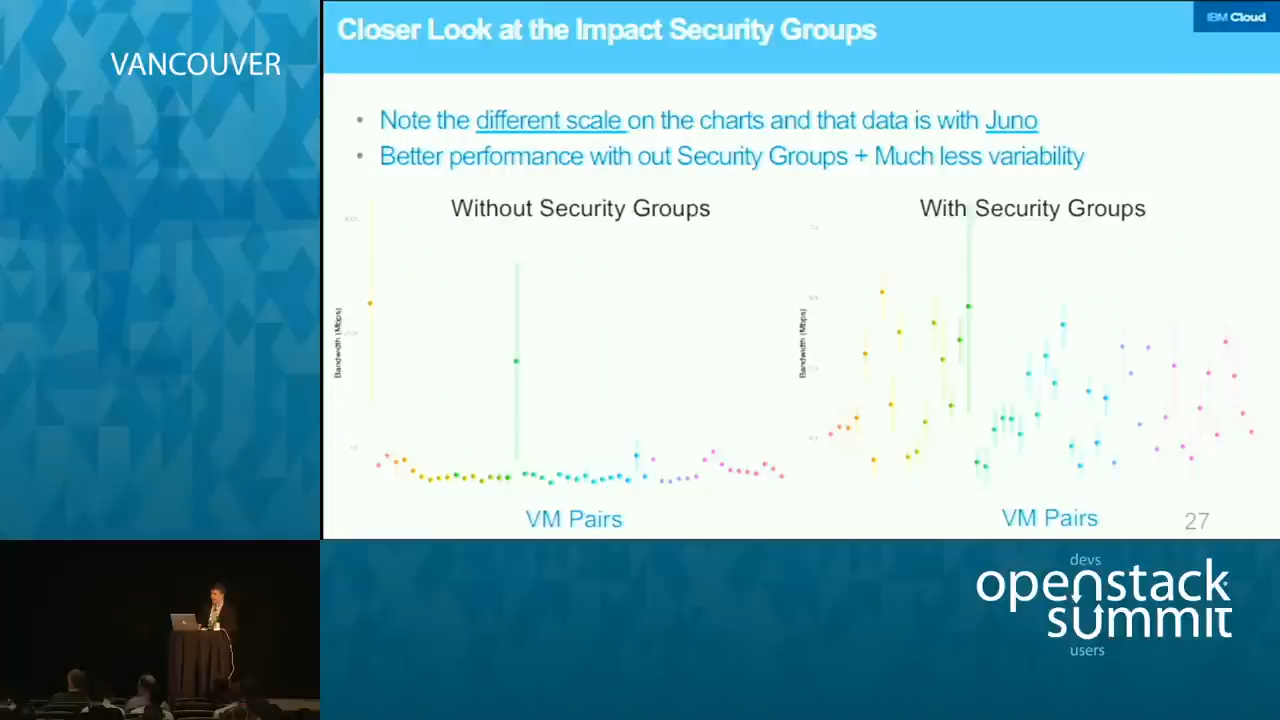 VANCOUVER
Closer Look at the Impact Security Groups
IBM Cloud
• Note the different scale on the charts and that data is with Juno
• Better performance with out Security Groups + Much less variability
Without Security Groups
With Security Groups
Bandwidth (Mbps)
Bandwidth (Mbps)
VM Pairs
VM Pairs
27
devs
openstack
summit
users